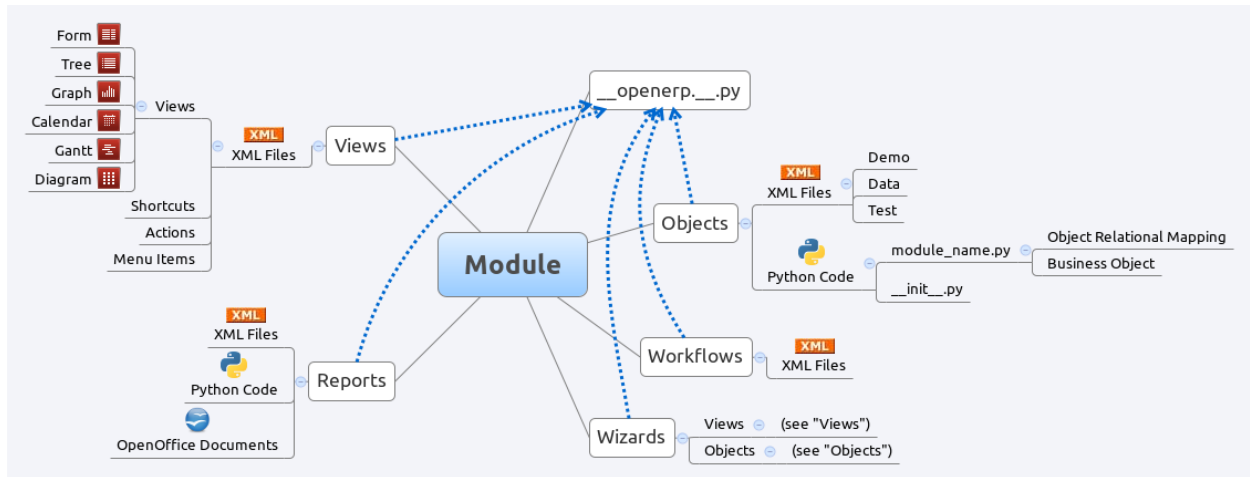 Form
Tree
Graph
Calendar
Gantt
Diagram
Views
Shortcuts
Actions
Menu Items
XML
XML Files
Views
__openerp.__.py
Module
Objects
XML
XML Files
Demo
Data
Test
Python Code
module_name.py
Object Relational Mapping
Business Object
__init__.py
XML
XML Files
Python Code
OpenOffice Documents
Reports
Workflows
XML
XML Files
Wizards
Views (see "Views")
Objects (see "Objects")